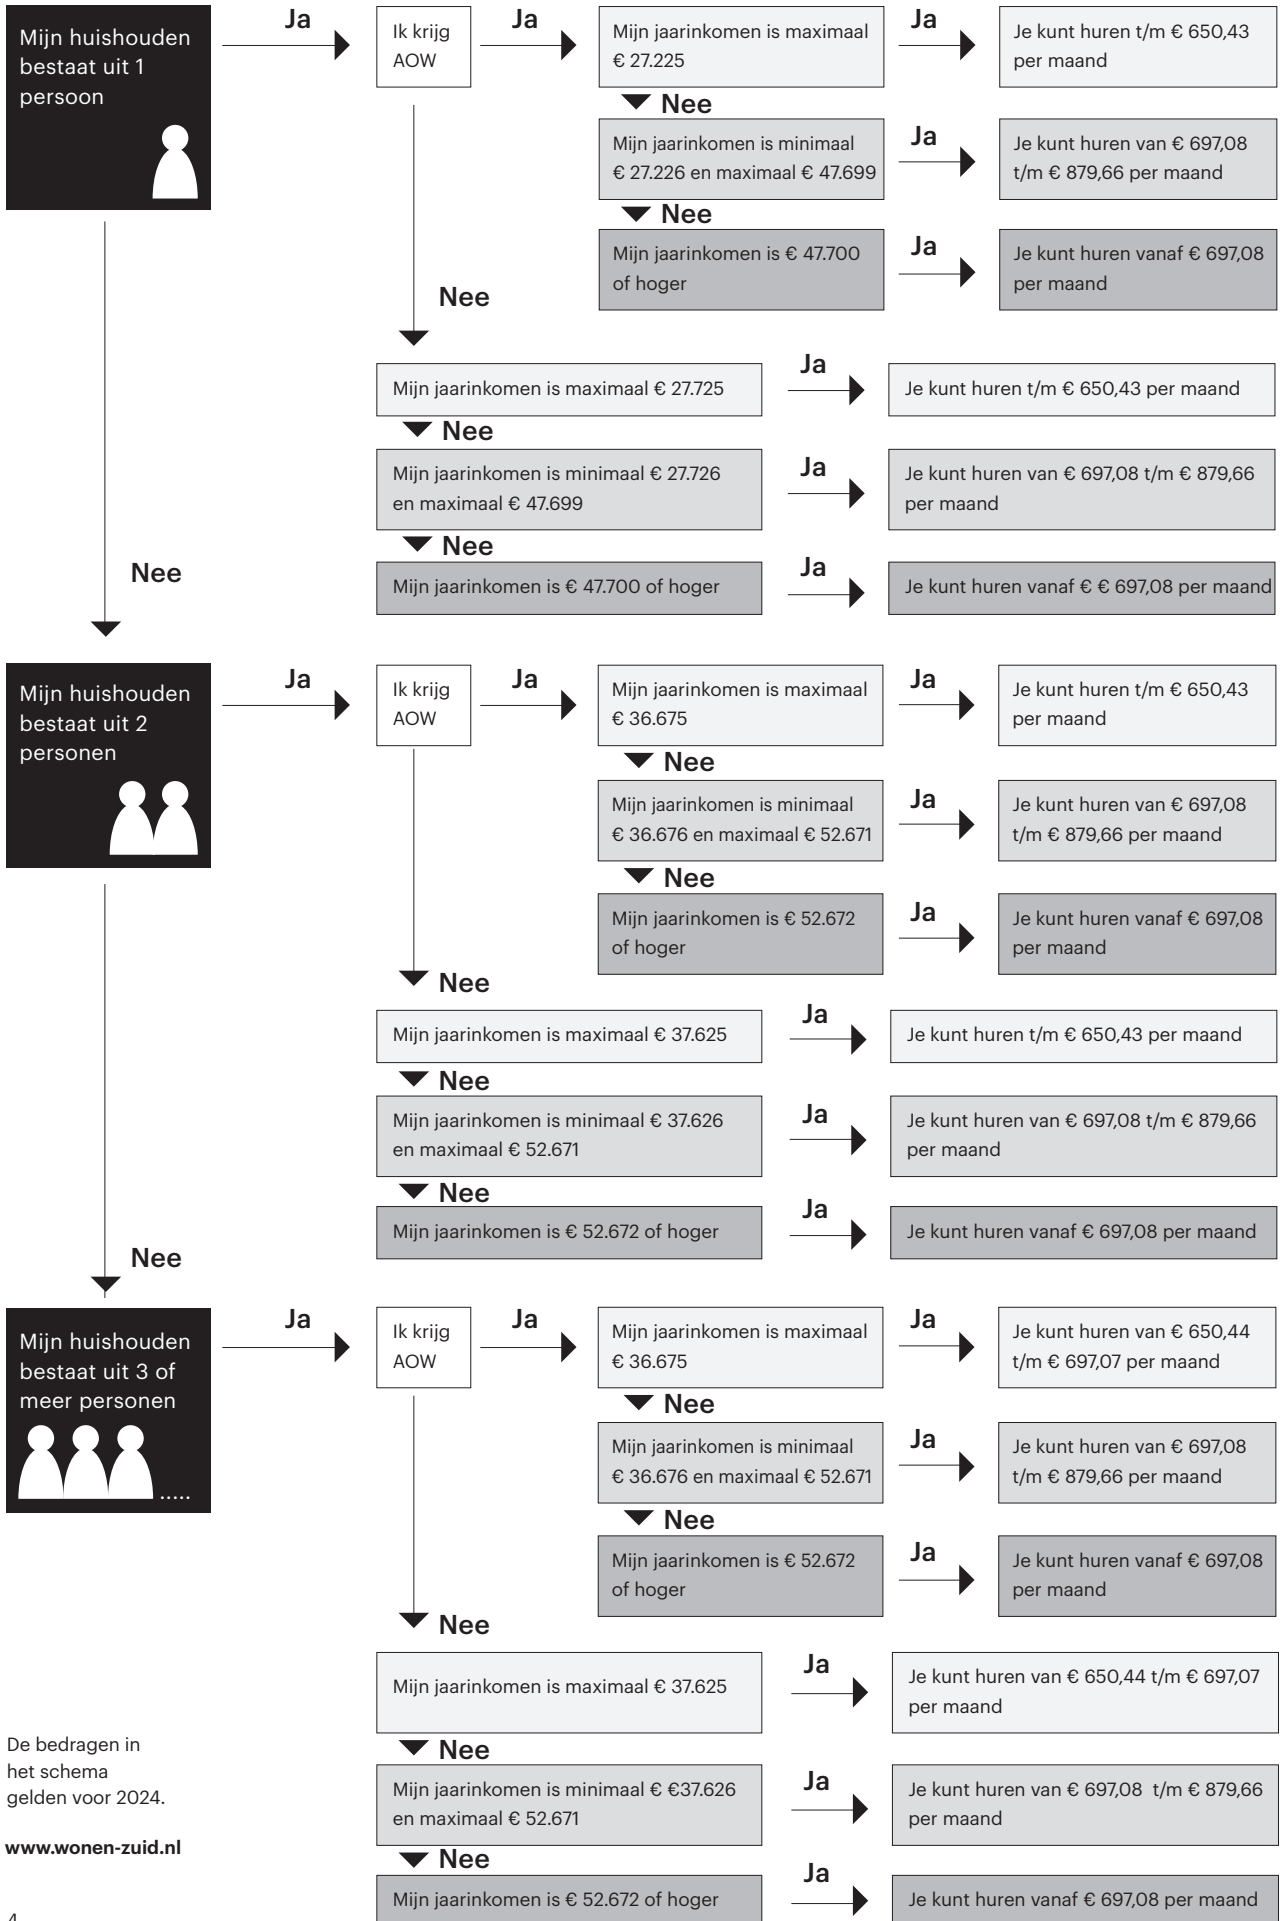 Mijn huishouden
bestaat uit 1
persoon
Ja
Ik krijg
AOW
Ja
Mijn jaarinkomen is maximaal
€ 27.225
Ja
Je kunt huren t/m € 650,43
per maand
Nee
Mijn jaarinkomen is minimaal
€ 27.226 en maximaal € 47.699
Ja
Je kunt huren van € 697,08
t/m € 879,66 per maand
Nee
Mijn jaarinkomen is € 47.700
of hoger
Ja
Je kunt huren vanaf € 697,08
per maand
Nee
Mijn jaarinkomen is maximaal € 27.725
Ja
Je kunt huren t/m € 650,43 per maand
Nee
Mijn jaarinkomen is minimaal € 27.726
en maximaal € 47.699
Ja
Je kunt huren van € 697,08 t/m € 879,66
per maand
Nee
Mijn jaarinkomen is € 47.700 of hoger
Ja
Je kunt huren vanaf € € 697,08 per maand
Nee
Mijn huishouden
bestaat uit 2
personen
Ja
Ik krijg
AOW
Ja
Mijn jaarinkomen is maximaal
€ 36.675
Ja
Je kunt huren t/m € 650,43
per maand
Nee
Mijn jaarinkomen is minimaal
€ 36.676 en maximaal € 52.671
Ja
Je kunt huren van € 697,08
t/m € 879,66 per maand
Nee
Mijn jaarinkomen is € 52.672
of hoger
Ja
Je kunt huren vanaf € 697,08
per maand
Nee
Mijn jaarinkomen is maximaal € 37.625
Ja
Je kunt huren t/m € 650,43 per maand
Nee
Mijn jaarinkomen is minimaal € 37.626
en maximaal € 52.671
Ja
Je kunt huren van € 697,08 t/m € 879,66
per maand
Nee
Mijn jaarinkomen is € 52.672 of hoger
Ja
Je kunt huren vanaf € 697,08 per maand
Nee
Mijn huishouden
bestaat uit 3 of
meer personen
.....
Ja
Ik krijg
AOW
Ja
Mijn jaarinkomen is maximaal
€ 36.675
Ja
Je kunt huren van € 650,44
t/m € 697,07 per maand
Nee
Mijn jaarinkomen is minimaal
€ 36.676 en maximaal € 52.671
Ja
Je kunt huren van € 697,08
t/m € 879,66 per maand
Nee
Mijn jaarinkomen is € 52.672
of hoger
Ja
Je kunt huren vanaf € 697,08
per maand
Nee
Mijn jaarinkomen is maximaal € 37.625
Ja
Je kunt huren van € 650,44 t/m € 697,07
per maand
Nee
Mijn jaarinkomen is minimaal € €37.626
en maximaal € 52.671
Ja
Je kunt huren van € 697,08 t/m € 879,66
per maand
Nee
Mijn jaarinkomen is € 52.672 of hoger
Ja
Je kunt huren vanaf € 697,08 per maand
De bedragen in
het schema
gelden voor 2024.
www.wonen-zuid.nl
4